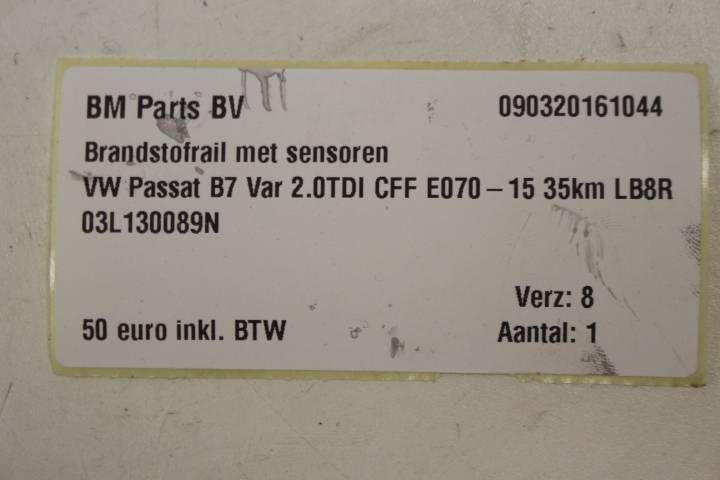 BM Parts BV 090320161044
Brandstofrail met sensoren
VW Passat B7 Var 2.0TDI CFF E070 – 15 35km LB8R
03L130089N
Verz: 8
50 euro inkl. BTW Aantal: 1